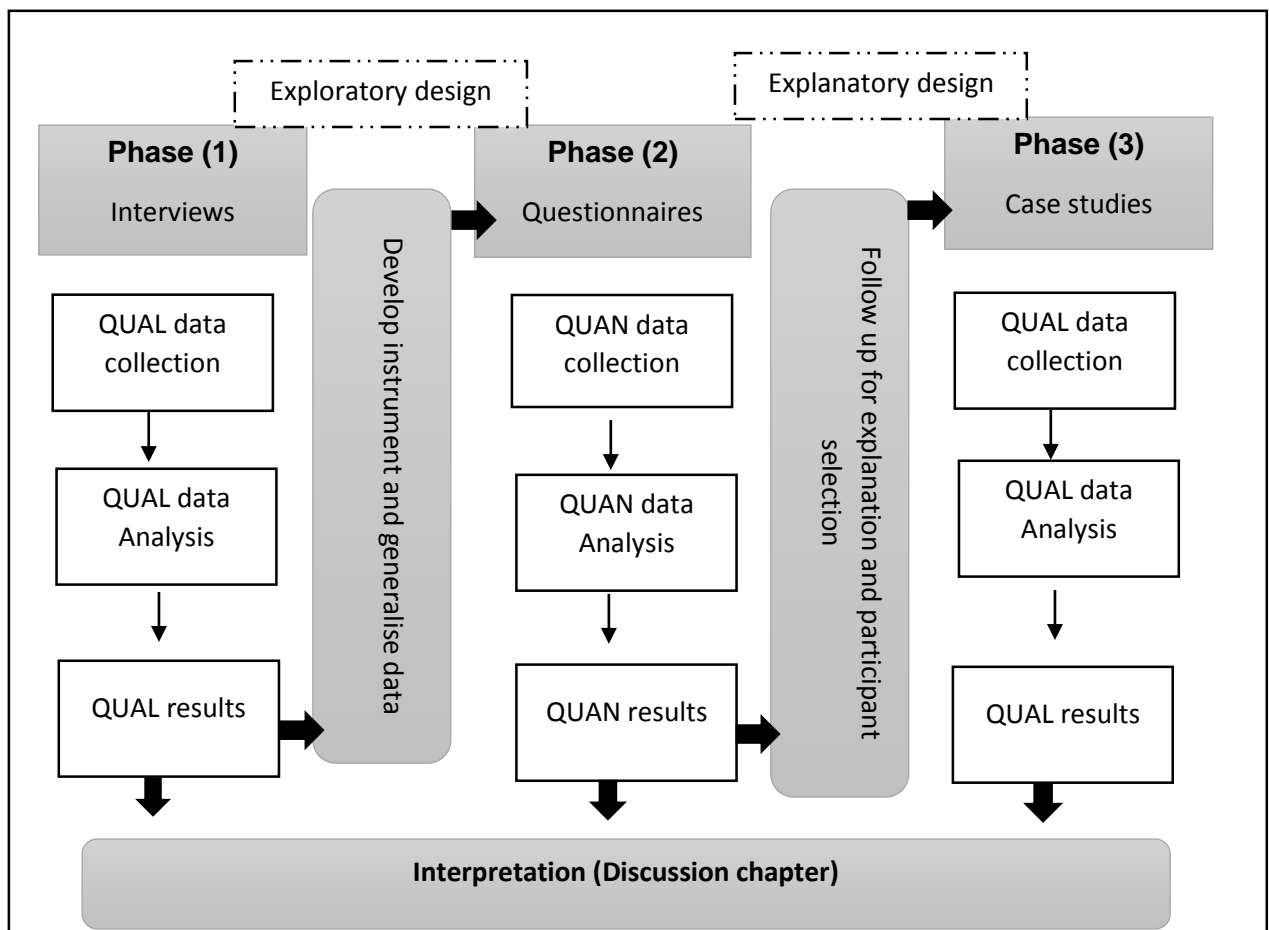 Exploratory design
Explanatory design
Phase (1)
Interviews
Phase (2)
Questionnaires
Phase (3)
Case studies
QUAL data
collection
QUAL data
Analysis
QUAL results
Develop instrument and generalise data
QUAN data
collection
QUAN data
Analysis
QUAN results
Follow up for explanation and participant
selection
QUAL data
collection
QUAL data
Analysis
QUAL results
Interpretation (Discussion chapter)